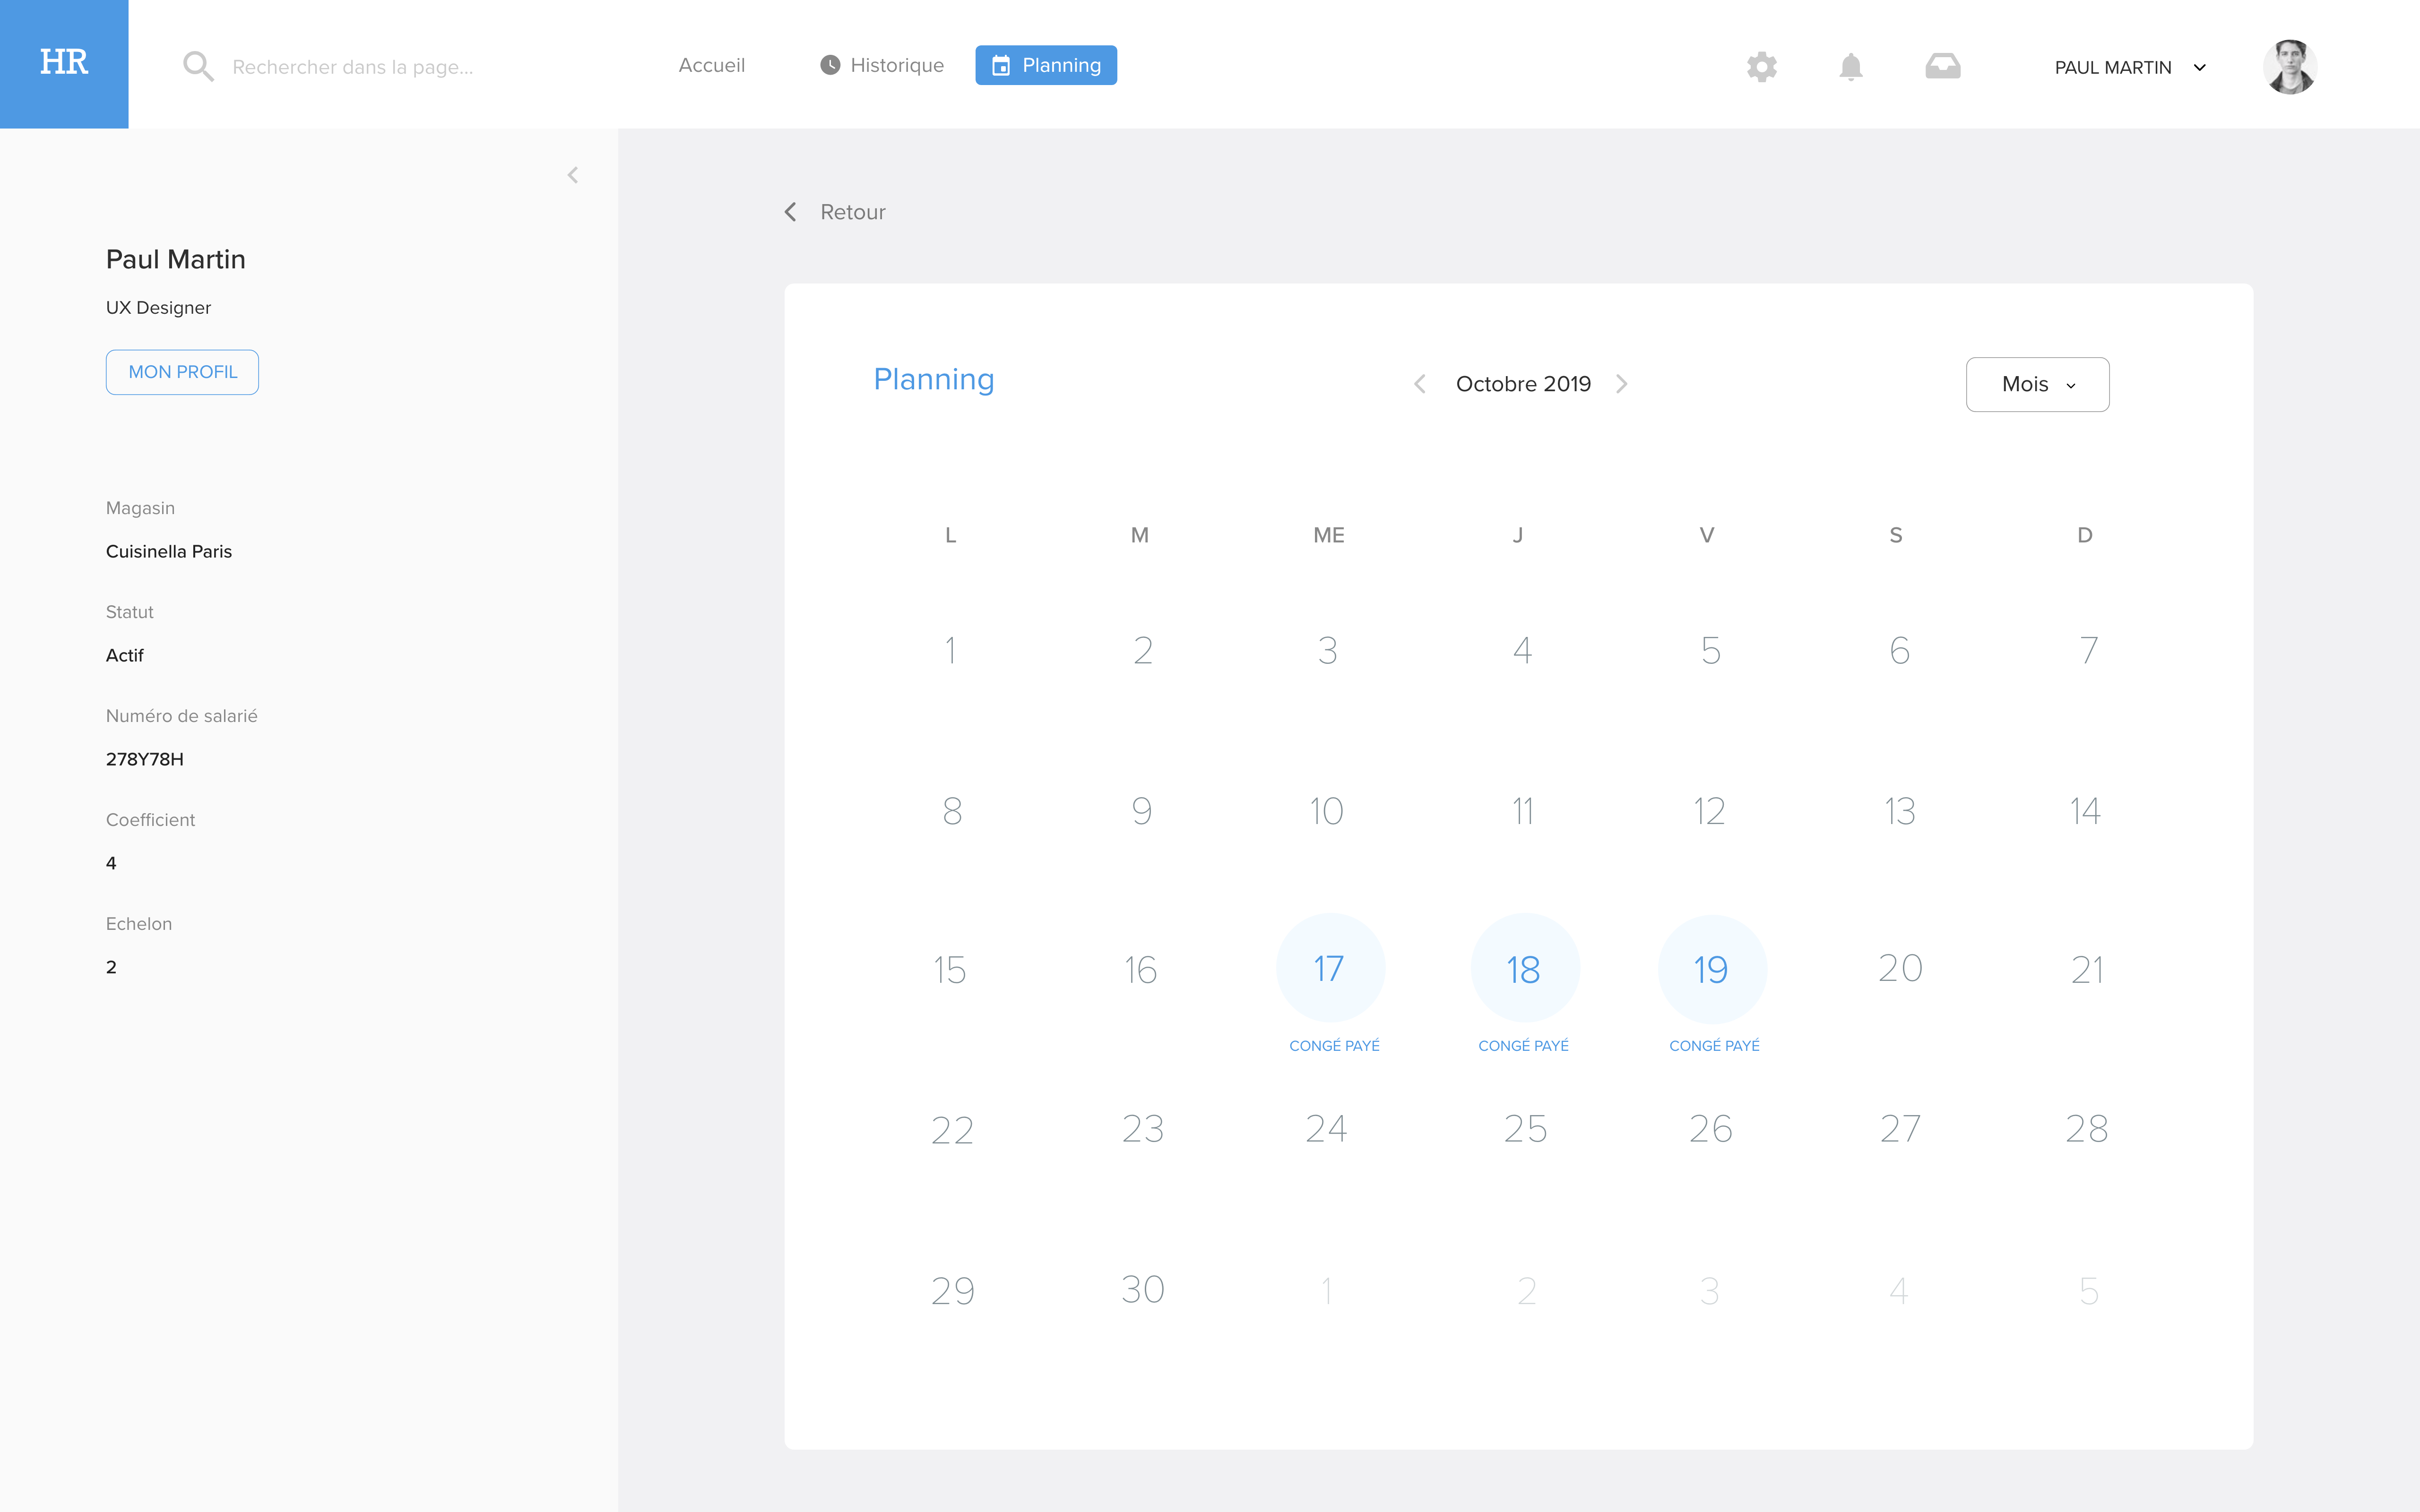 HR
Rechercher dans la page...
Accueil
Historique
Planning
PAUL MARTIN
Retour
Paul Martin
UX Designer
MON PROFIL
Magasin
Cuisinella Paris
Statut
Actif
Numéro de salarié
278Y78H
Coefficient
4
Echelon
2
Planning
Octobre 2019
Mois
L M ME J V S D
1 2 3 4 5 6 7
8 9 10 11 12 13 14
15 16 17 18 19 20 21
CONGÉ PAYÉ CONGÉ PAYÉ CONGÉ PAYÉ
22 23 24 25 26 27 28
29 30 1 2 3 4 5